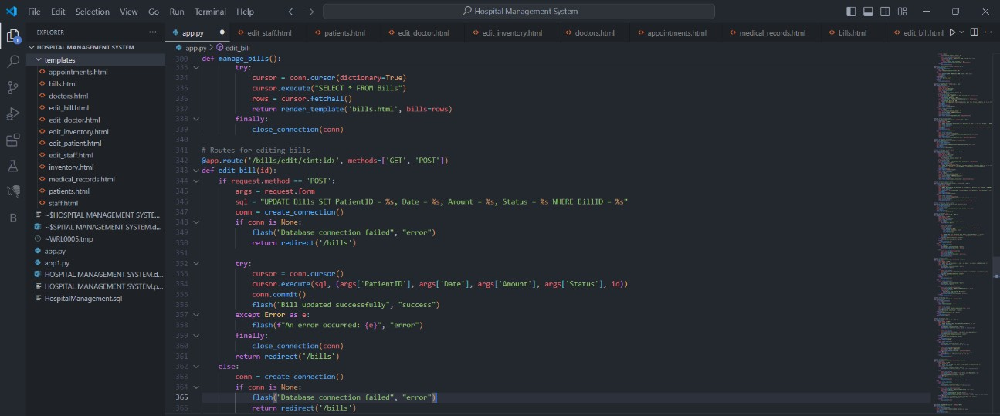 File Edit Selection View Go Run Terminal Help
Hospital Management System
EXPLORER
app.py
edit_staff.html
patients.html
edit_doctor.html
edit_inventory.html
doctors.html
appointments.html
medical_records.html
bills.html
edit_bill.html
HOSPITAL MANAGEMENT SYSTEM
templates
appointments.html
bills.html
doctors.html
edit_bill.html
edit_doctor.html
edit_inventory.html
edit_patient.html
edit_staff.html
inventory.html
medical_records.html
patients.html
staff.html
~$HOSPITAL MANAGEMENT SYSTE...
~$SPITAL MANAGEMENT SYSTEM.d...
~WRL0005.tmp
app.py
app1.py
HOSPITAL MANAGEMENT SYSTEM.d...
HOSPITAL MANAGEMENT SYSTEM.p...
HospitalManagement.sql
1
B
app.py > edit_bill
def manage_bills():
333 try:
334 cursor = conn.cursor(dictionary=True)
335 cursor.execute("SELECT * FROM Bills")
336 rows = cursor.fetchall()
337 return render_template('bills.html', bills=rows)
338 finally:
339 close_connection(conn)
340
341 # Routes for editing bills
342 @app.route('/bills/edit/<int:id>', methods=['GET', 'POST'])
343 def edit_bill(id):
344 if request.method == 'POST':
345 args = request.form
346 sql = "UPDATE Bills SET PatientID = %s, Date = %s, Amount = %s, Status = %s WHERE BillID = %s"
347 conn = create_connection()
348 if conn is None:
349 flash("Database connection failed", "error")
350 return redirect('/bills')
351
352 try:
353 cursor = conn.cursor()
354 cursor.execute(sql, (args['PatientID'], args['Date'], args['Amount'], args['Status'], id))
355 conn.commit()
356 flash("Bill updated successfully", "success")
357 except Error as e:
358 flash(f"An error occurred: {e}", "error")
359 finally:
360 close_connection(conn)
361 return redirect('/bills')
362 else:
363 conn = create_connection()
364 if conn is None:
365 flash("Database connection failed", "error")
366 return redirect('/bills')